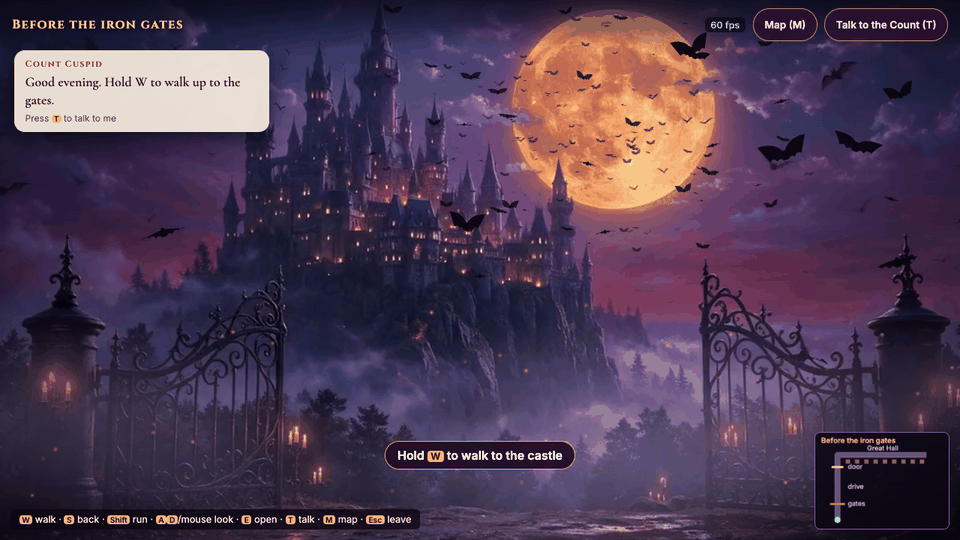 Before the iron gates
60 fps
Map (M)
Talk to the Count (T)
Count Cuspid
Good evening. Hold W to walk up to the
gates.
Press T to talk to me
Hold W to walk to the castle
Before the iron gates
Great Hall
door
drive
gates
W walk · S back · Shift run · A D/mouse look · E open · T talk · M map · Esc leave